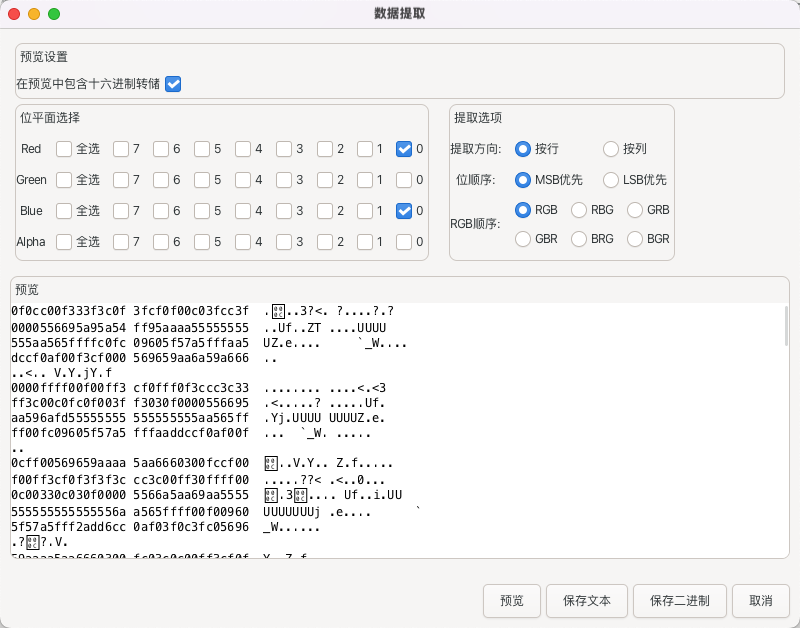 数据提取
预览设置
在预览中包含十六进制转储
位平面选择
Red 全选 7 6 5 4 3 2 1 0
Green 全选 7 6 5 4 3 2 1 0
Blue 全选 7 6 5 4 3 2 1 0
Alpha 全选 7 6 5 4 3 2 1 0
提取选项
提取方向: 按行 按列
位顺序: MSB优先 LSB优先
RGB顺序: RGB RBG GRB
GBR BRG BGR
预览
0f0cc00f333f3c0f 3fcf0f00c03fcc3f . ..3?<. ?....?.?
0000556695a95a54 ff95aaaa55555555 ..Uf..ZT ....UUUU
555aa565ffffc0fc 09605f57a5fffaa5 UZ.e.... `_W....
dccf0af00f3cf000 569659aa6a59a666 ..
..<.. V.Y.jY.f
0000ffff00f00ff3 cf0fff0f3ccc3c33 ........ ....<.<3
ff3c00c0fc0f003f f3030f0000556695 .<.....? .....Uf.
aa596afd55555555 555555555aa565ff .Yj.UUUU UUUUZ.e.
ff00fc09605f57a5 fffaaddccf0af00f ... `_W. .....
..
0cff00569659aaaa 5aa6660300fccf00 ..V.Y.. Z.f.....
f00ff3cf0f3f3f3c cc3c00ff30ffff00 .....??< .<..0...
0c00330c030f0000 5566a5aa69aa5555 .3 .... Uf..i.UU
555555555555556a a565ffff00f00960 UUUUUUUj .e.... `
5f57a5fff2add6cc 0af03f0c3fc05696 _W......
.? ?.V.
预览 保存文本 保存二进制 取消